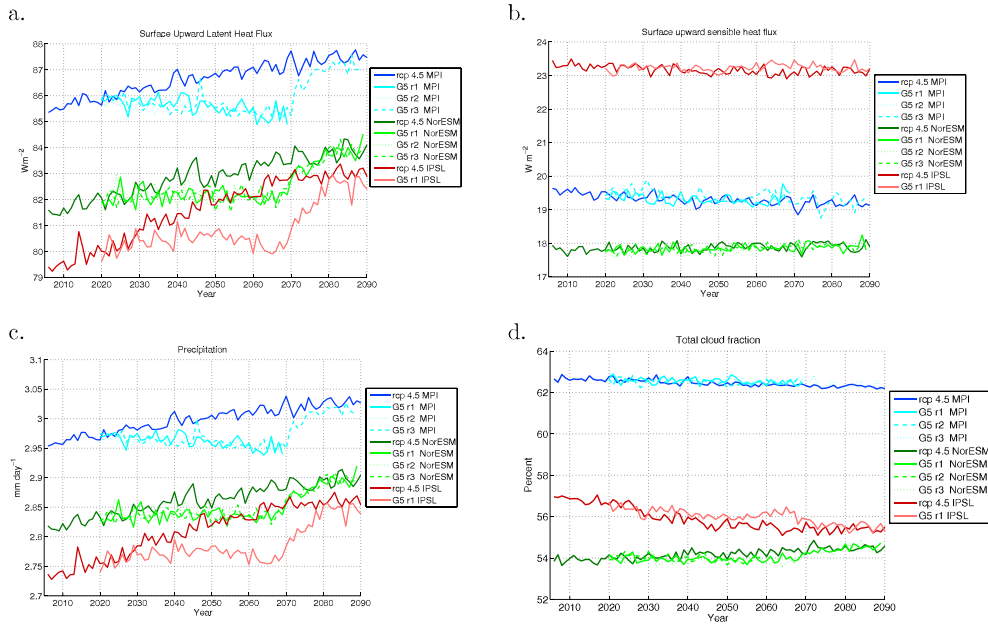 a.
Surface Upward Latent Heat Flux
88
87
86
85
84
83
82
81
80
79
W m⁻²
2010 2020 2030 2040 2050 2060 2070 2080 2090
Year
rcp 4.5 MPI
G5 r1 MPI
G5 r2 MPI
G5 r3 MPI
rcp 4.5 NorESM
G5 r1 NorESM
G5 r2 NorESM
G5 r3 NorESM
rcp 4.5 IPSL
G5 r1 IPSL
b.
Surface upward sensible heat flux
24
23
22
21
20
19
18
17
W m⁻²
2010 2020 2030 2040 2050 2060 2070 2080 2090
Year
rcp 4.5 MPI
G5 r1 MPI
G5 r2 MPI
G5 r3 MPI
rcp 4.5 NorESM
G5 r1 NorESM
G5 r2 NorESM
G5 r3 NorESM
rcp 4.5 IPSL
G5 r1 IPSL
c.
Precipitation
3.1
3.05
3
2.95
2.9
2.85
2.8
2.75
2.7
mm day⁻¹
2010 2020 2030 2040 2050 2060 2070 2080 2090
Year
rcp 4.5 MPI
G5 r1 MPI
G5 r2 MPI
G5 r3 MPI
rcp 4.5 NorESM
G5 r1 NorESM
G5 r2 NorESM
G5 r3 NorESM
rcp 4.5 IPSL
G5 r1 IPSL
d.
Total cloud fraction
64
62
60
58
56
54
52
Percent
2010 2020 2030 2040 2050 2060 2070 2080 2090
Year
rcp 4.5 MPI
G5 r1 MPI
G5 r2 MPI
G5 r3 MPI
rcp 4.5 NorESM
G5 r1 NorESM
G5 r2 NorESM
G5 r3 NorESM
rcp 4.5 IPSL
G5 r1 IPSL